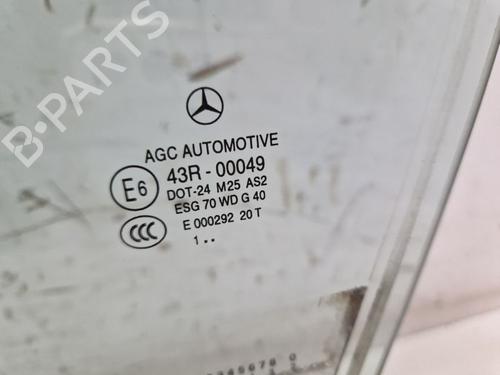 B-PARTS
AGC AUTOMOTIVE
E6 43R - 00049
DOT-24 M25 AS2
ESG 70 WD G 40
CCC E 000292 20 T
1 ..